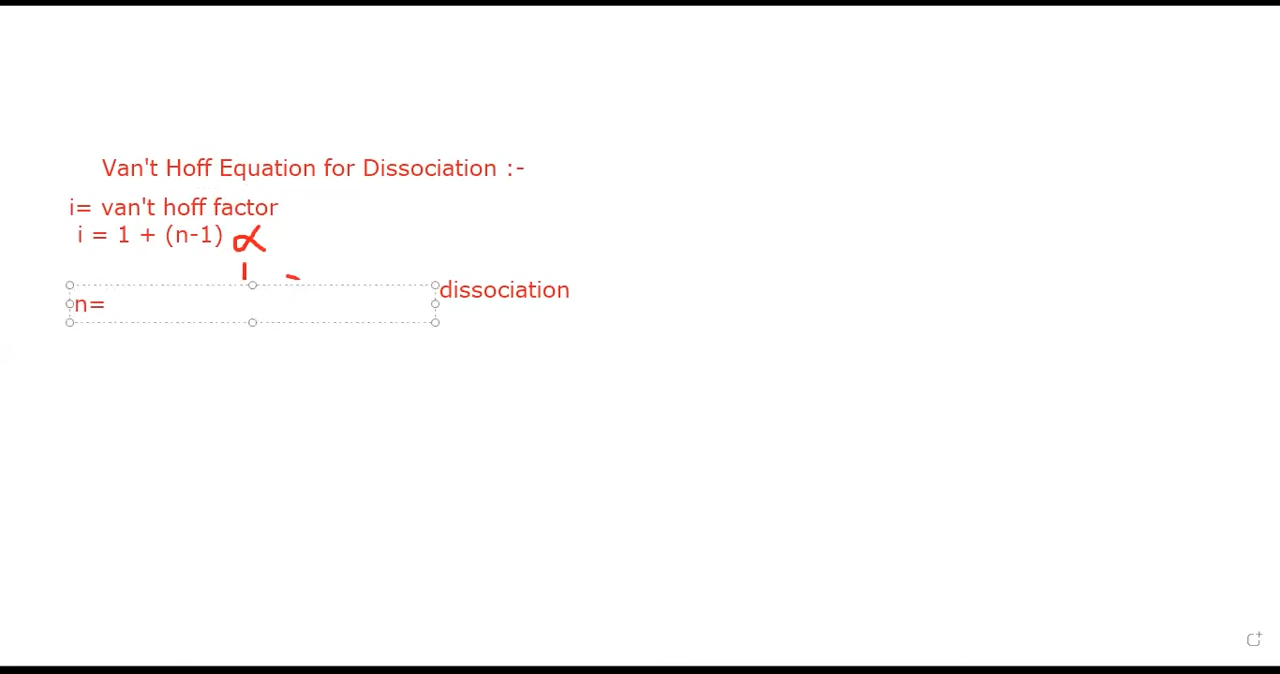 Van't Hoff Equation for Dissociation :-
i= van't hoff factor
i = 1 + (n-1) α
dissociation
n=